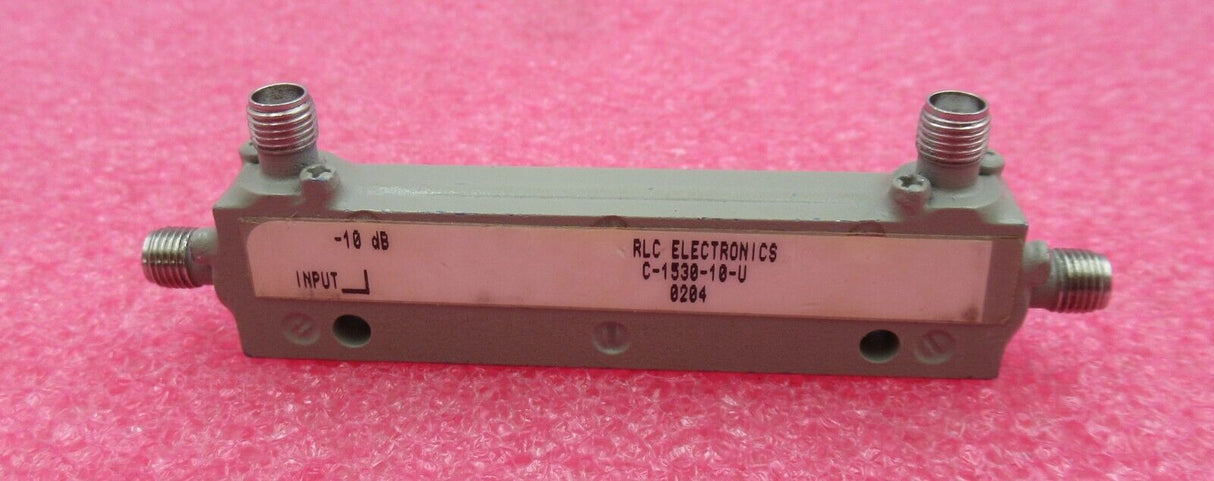 -10 dB
INPUT
RLC ELECTRONICS
C-1530-10-U
0204